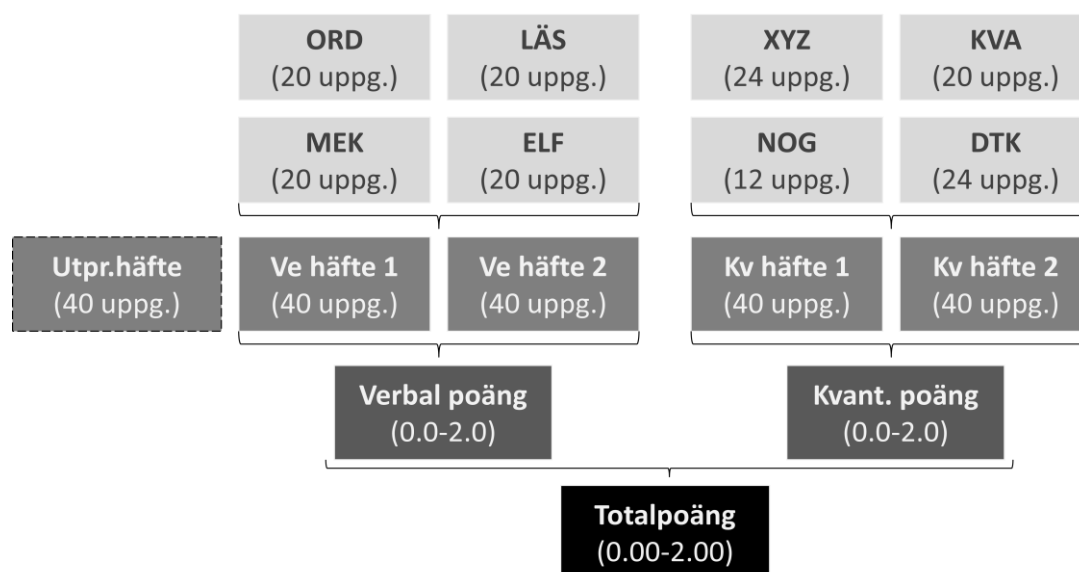 ORD
(20 uppg.)
LÄS
(20 uppg.)
XYZ
(24 uppg.)
KVA
(20 uppg.)
MEK
(20 uppg.)
ELF
(20 uppg.)
NOG
(12 uppg.)
DTK
(24 uppg.)
Utpr.häfte
(40 uppg.)
Ve häfte 1
(40 uppg.)
Ve häfte 2
(40 uppg.)
Kv häfte 1
(40 uppg.)
Kv häfte 2
(40 uppg.)
Verbal poäng
(0.0-2.0)
Kvant. poäng
(0.0-2.0)
Totalpoäng
(0.00-2.00)